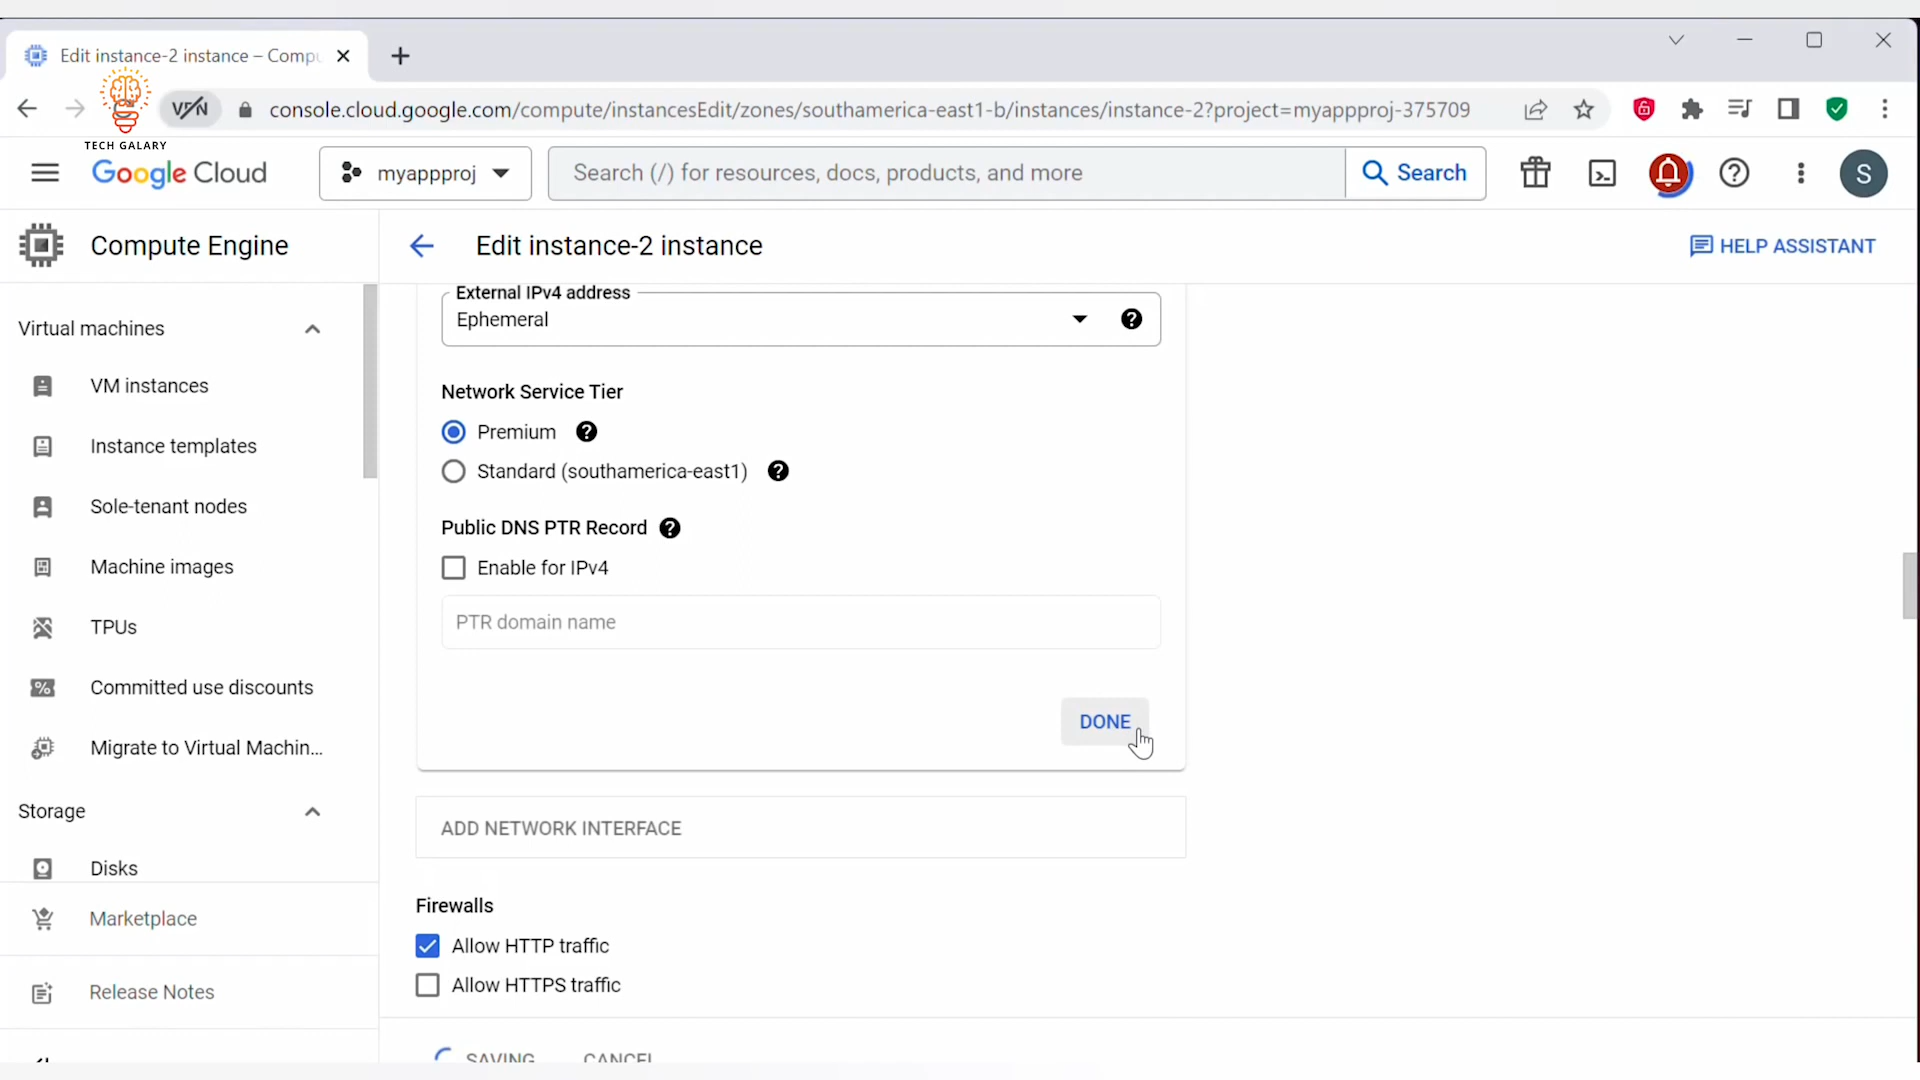 Edit instance-2 instance – Compu
TECH GALARY
VPN
console.cloud.google.com/compute/instancesEdit/zones/southamerica-east1-b/instances/instance-2?project=myappproj-375709
Google Cloud
myappproj
Search (/) for resources, docs, products, and more
Search
S
Compute Engine
Edit instance-2 instance
HELP ASSISTANT
Virtual machines
VM instances
Instance templates
Sole-tenant nodes
Machine images
TPUs
Committed use discounts
Migrate to Virtual Machin...
Storage
Disks
Marketplace
Release Notes
External IPv4 address
Ephemeral
Network Service Tier
Premium
Standard (southamerica-east1)
Public DNS PTR Record
Enable for IPv4
PTR domain name
DONE
ADD NETWORK INTERFACE
Firewalls
Allow HTTP traffic
Allow HTTPS traffic
SAVING
CANCEL